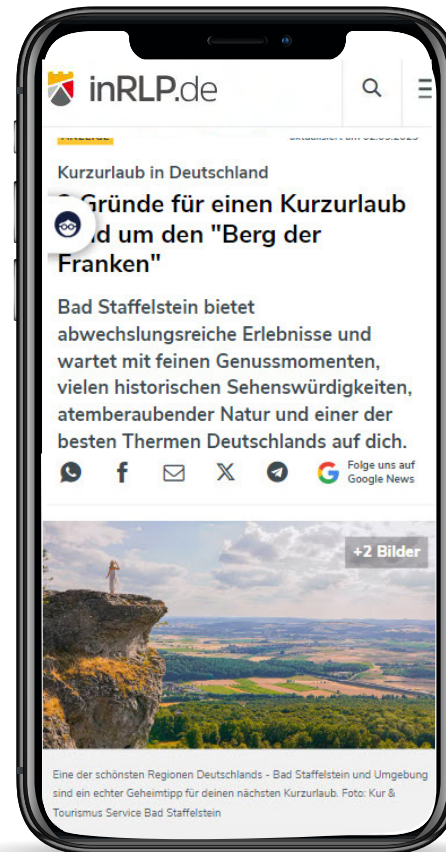 inRLP.de
Kurzurlaub in Deutschland
Gründe für einen Kurzurlaub
um den "Berg der
Franken"
Bad Staffelstein bietet
abwechslungsreiche Erlebnisse und
wartet mit feinen Genussmomenten,
vielen historischen Sehenswürdigkeiten,
atemberaubender Natur und einer der
besten Thermen Deutschlands auf dich.
Folge uns auf
Google News
+2 Bilder
Eine der schönsten Regionen Deutschlands - Bad Staffelstein und Umgebung
sind ein echter Geheimtipp für deinen nächsten Kurzurlaub. Foto: Kur &
Tourismus Service Bad Staffelstein